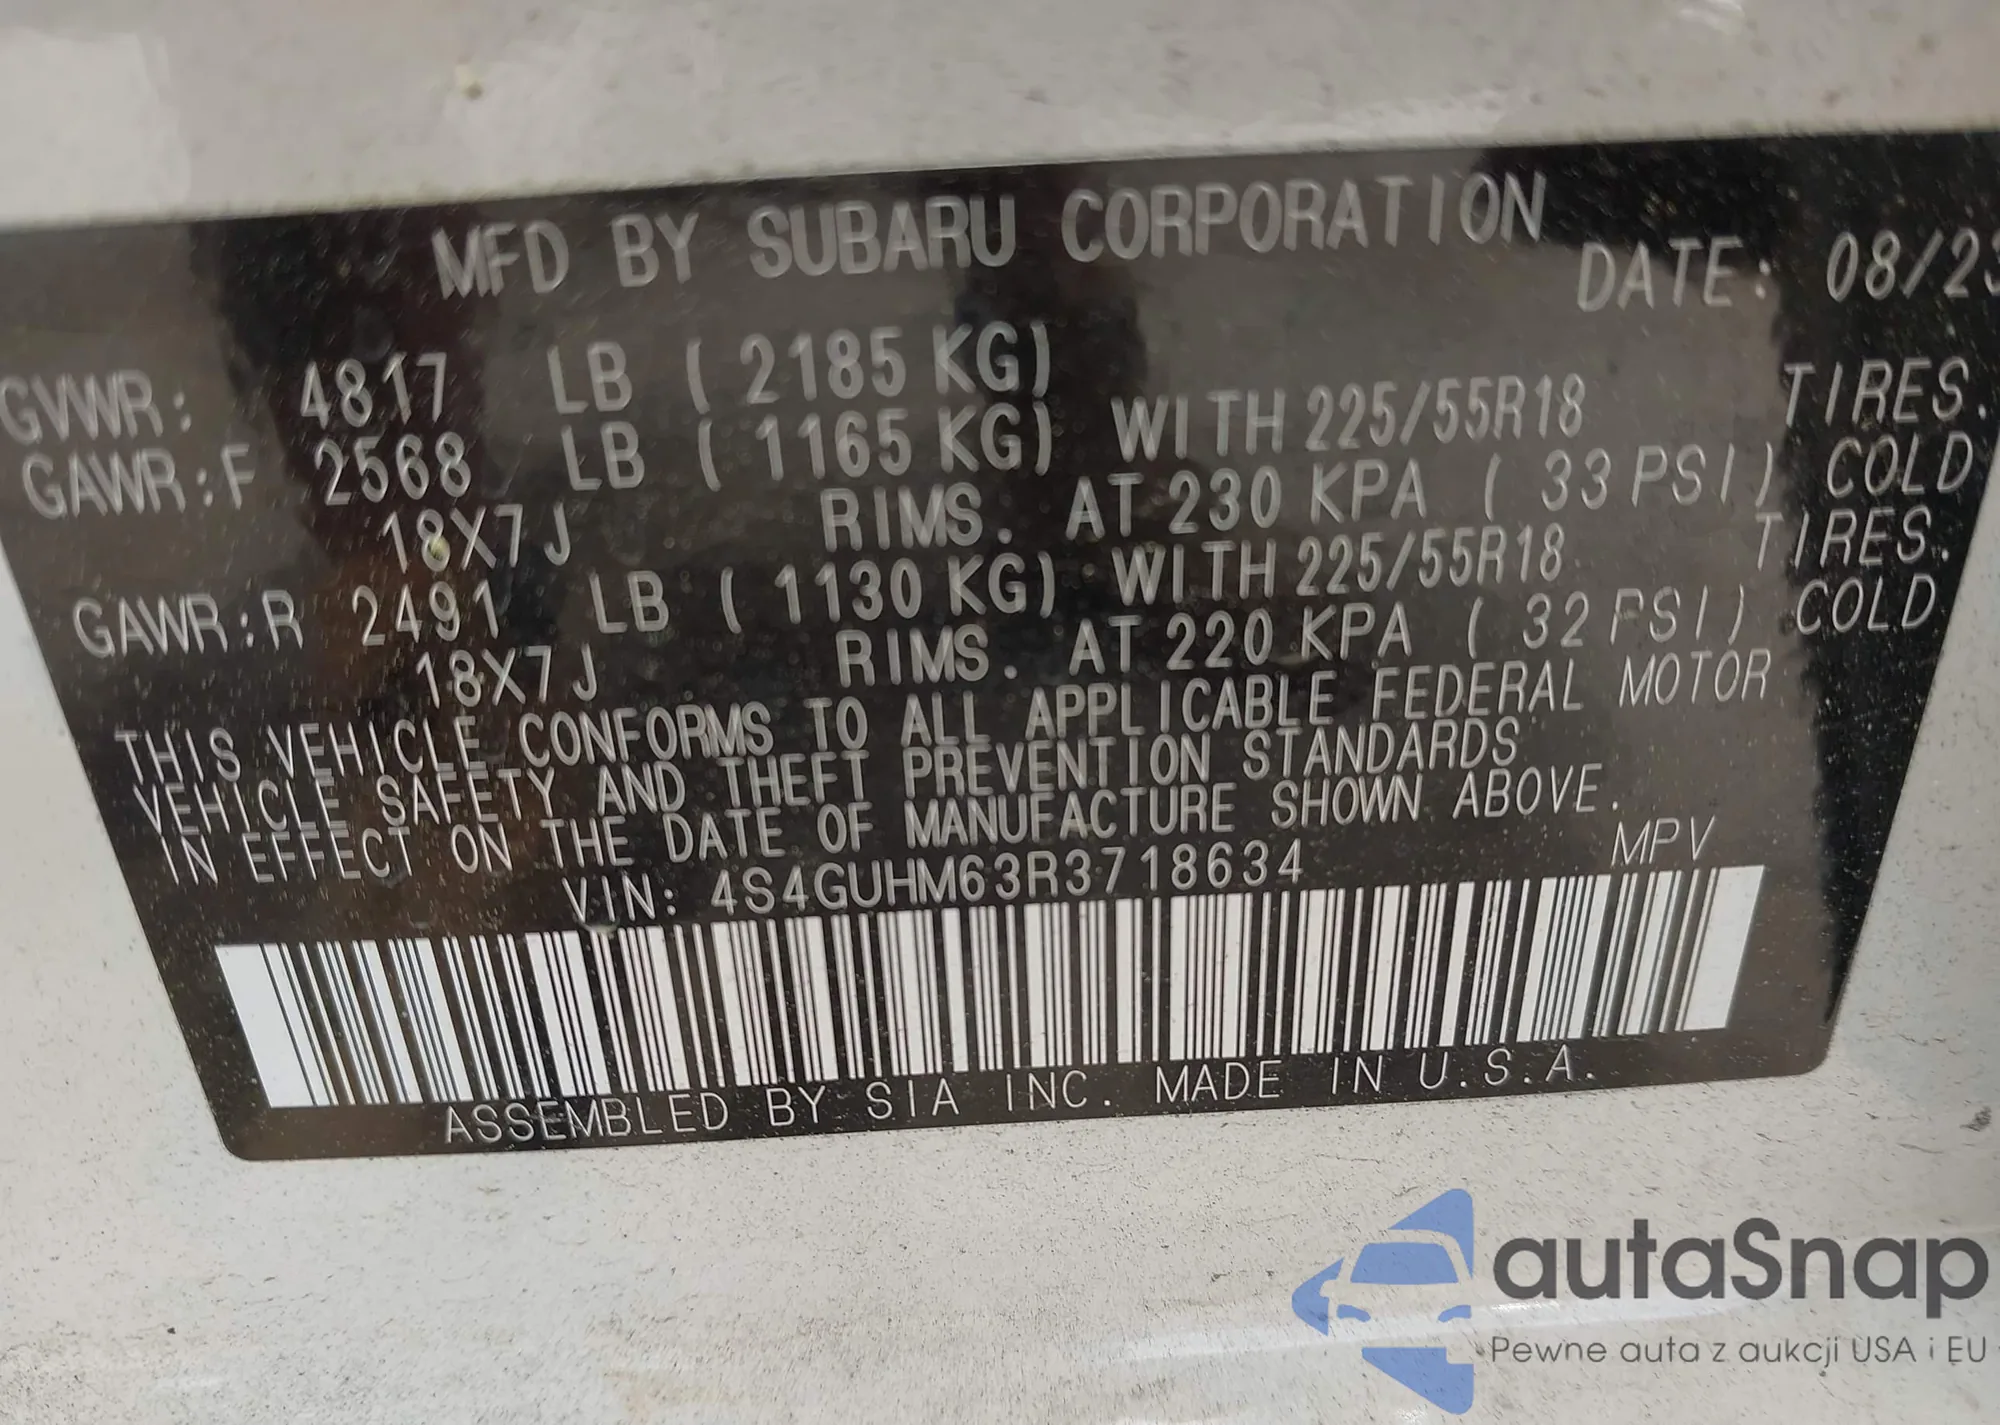 MFD BY SUBARU CORPORATION
DATE: 08/23
GVWR: 4817 LB (2185 KG)
GAWR:F 2568 LB (1165 KG) WITH 225/55R18 TIRES.
18X7J RIMS. AT 230 KPA (33 PSI) COLD
GAWR:R 2491 LB (1130 KG) WITH 225/55R18 TIRES.
18X7J RIMS. AT 220 KPA (32 PSI) COLD
THIS VEHICLE CONFORMS TO ALL APPLICABLE FEDERAL MOTOR
VEHICLE SAFETY AND THEFT PREVENTION STANDARDS
IN EFFECT ON THE DATE OF MANUFACTURE SHOWN ABOVE.
VIN: 4S4GUHM63R3718634 MPV
ASSEMBLED BY SIA INC. MADE IN U.S.A.
autaSnap
Pewne auta z aukcji USA i EU